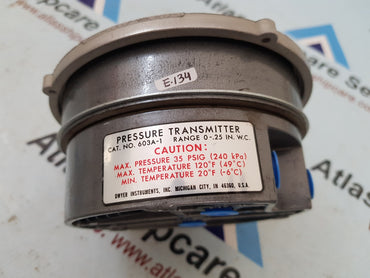 E-134
PRESSURE TRANSMITTER
CAT. NO. 603A-1 RANGE 0-.25 IN. W.C.
CAUTION:
MAX. PRESSURE 35 PSIG (240 kPa)
MAX. TEMPERATURE 120°F (49°C)
MIN. TEMPERATURE 20°F (-6°C)
DWYER INSTRUMENTS, INC. MICHIGAN CITY, IN 46360, U.S.A.